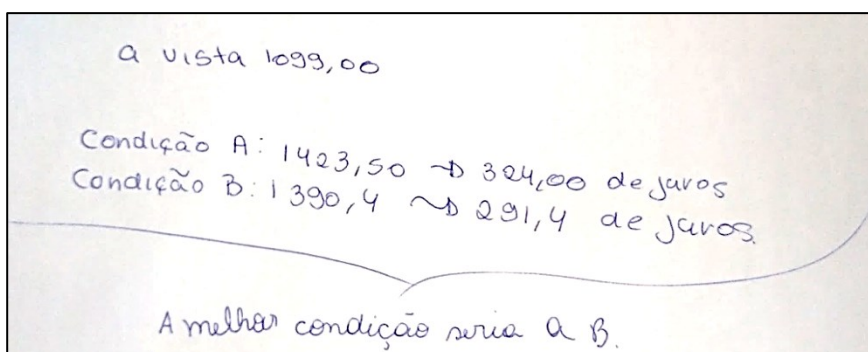 a vista 1099,00
Condição A: 1423,50 → 324,00 de juros
Condição B: 1390,4 → 291,4 de juros.
A melhor condição seria a B.